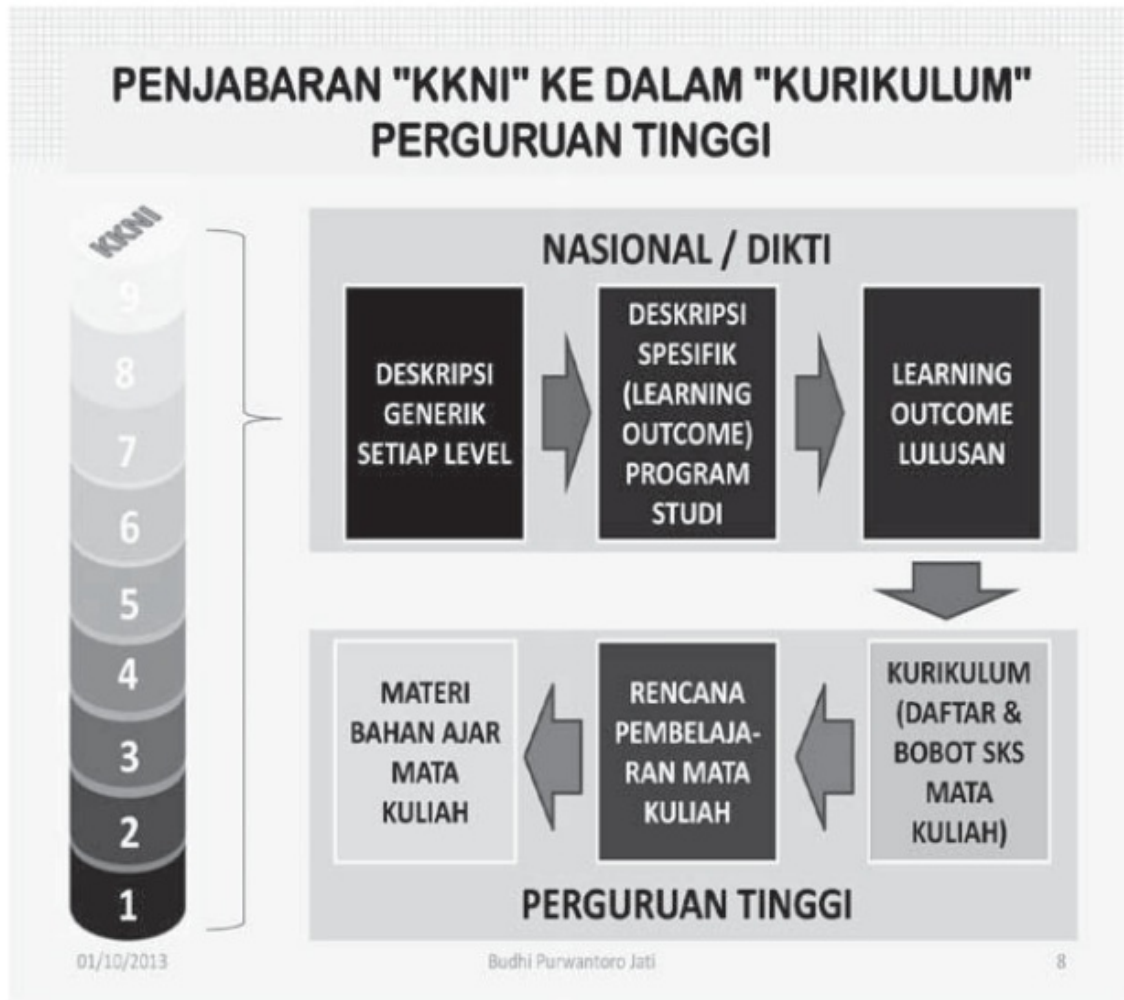 PENJABARAN "KKNI" KE DALAM "KURIKULUM"
PERGURUAN TINGGI
KKNI
9
8
7
6
5
4
3
2
1
NASIONAL / DIKTI
DESKRIPSI
GENERIK
SETIAP LEVEL
DESKRIPSI
SPESIFIK
(LEARNING
OUTCOME)
PROGRAM
STUDI
LEARNING
OUTCOME
LULUSAN
KURIKULUM
(DAFTAR &
BOBOT SKS
MATA
KULIAH)
RENCANA
PEMBELAJA-
RAN MATA
KULIAH
MATERI
BAHAN AJAR
MATA
KULIAH
PERGURUAN TINGGI
01/10/2013
Budhi Purwantoro Jati
8